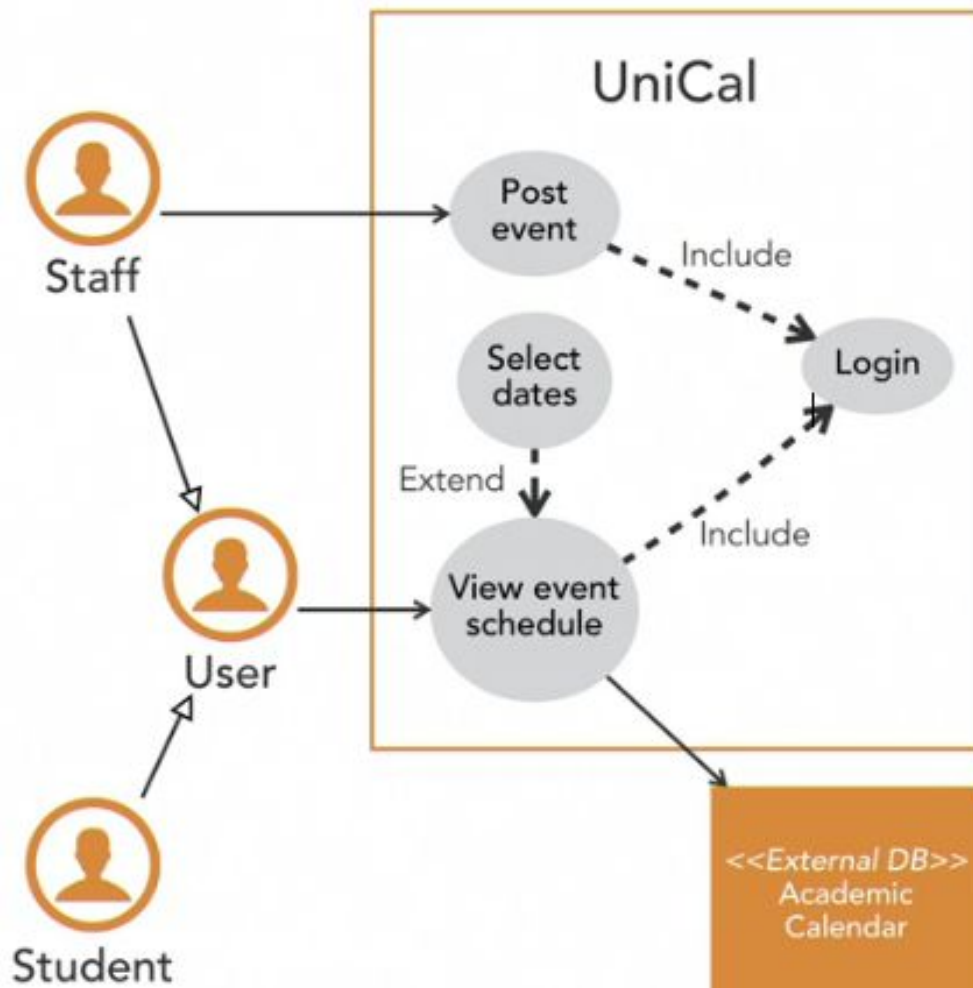 UniCal
Staff
Post
event
Include
Select
dates
Login
Extend
Include
View event
schedule
User
<<External DB>>
Academic
Calendar
Student